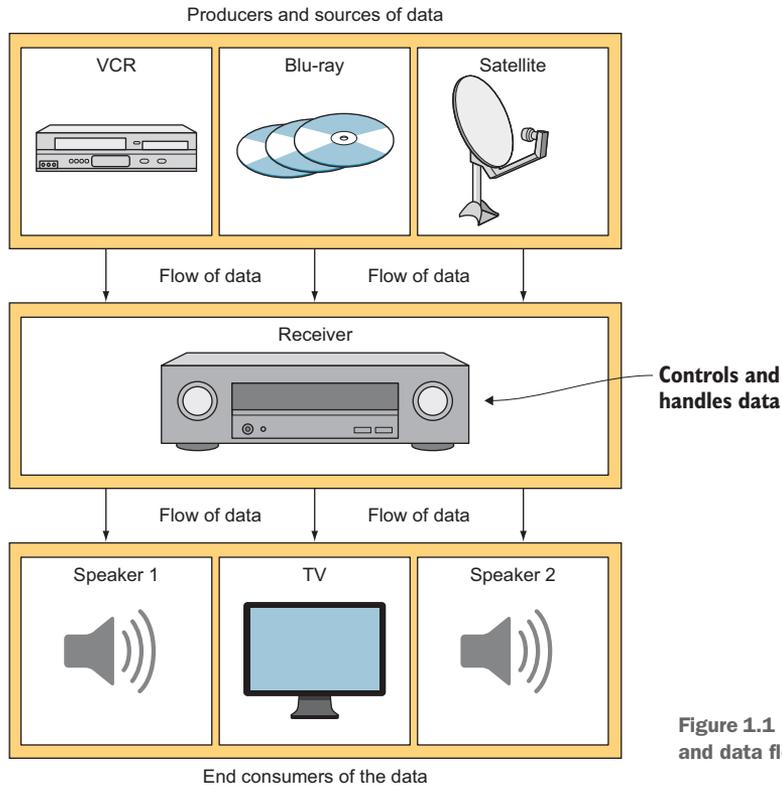 Producers and sources of data
VCR
Blu-ray
Satellite
Flow of data
Flow of data
Receiver
Controls and
handles data
Flow of data
Flow of data
Speaker 1
TV
Speaker 2
Figure 1.1
and data
End consumers of the data